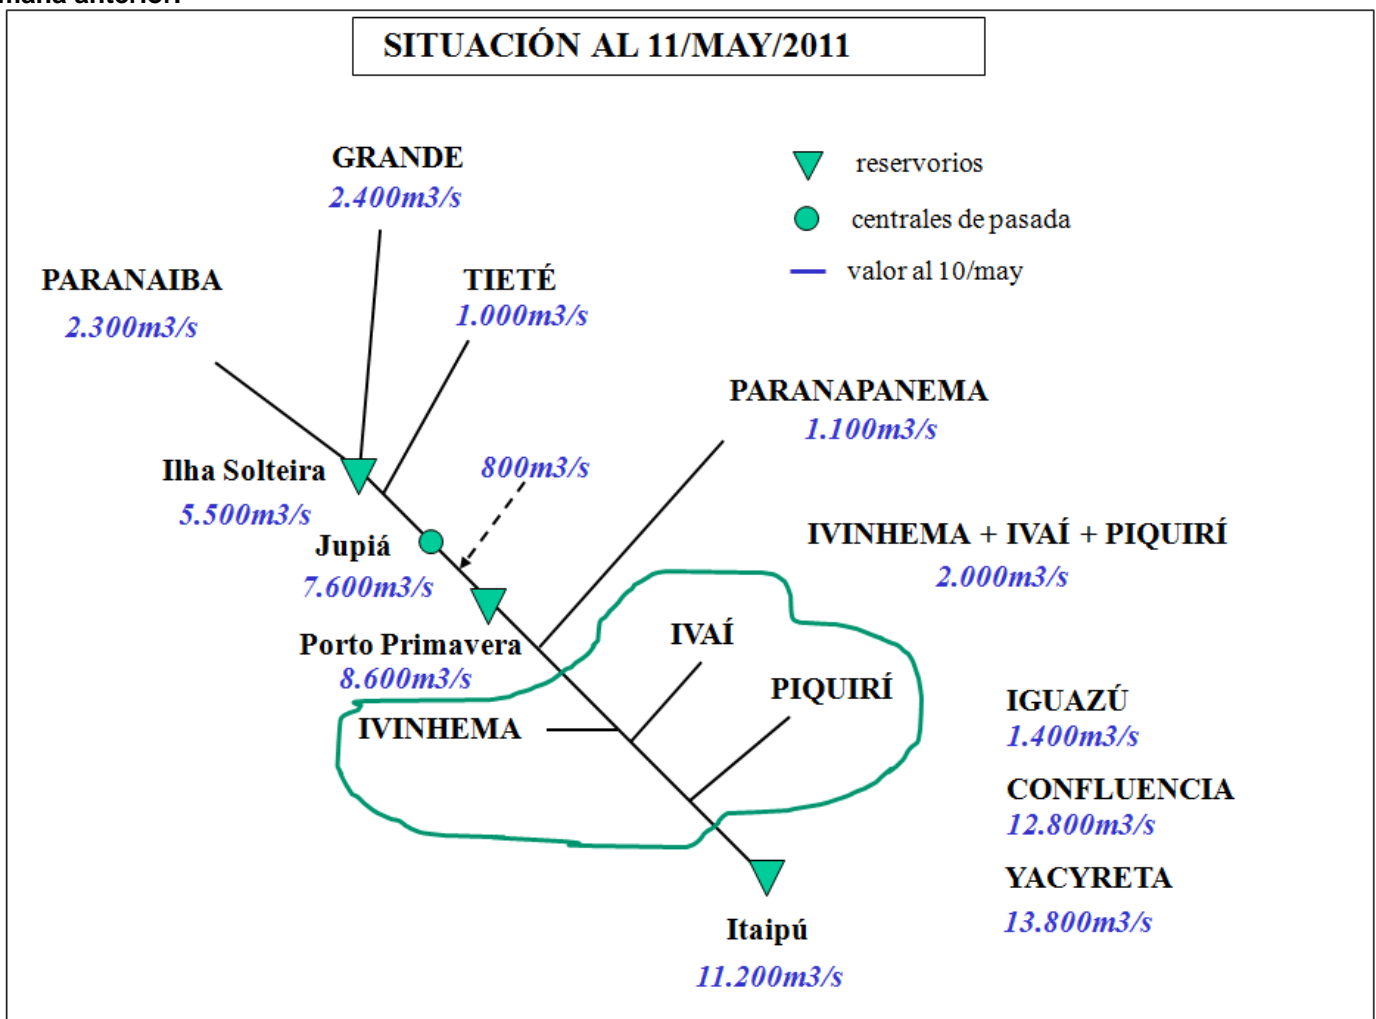 mana anterior.
SITUACIÓN AL 11/MAY/2011
GRANDE
2.400m3/s
reservorios
centrales de pasada
valor al 10/may
PARANAIBA
2.300m3/s
TIETÉ
1.000m3/s
PARANAPANEMA
1.100m3/s
Ilha Solteira
5.500m3/s
800m3/s
Jupiá
7.600m3/s
IVINHEMA + IVAÍ + PIQUIRÍ
2.000m3/s
Porto Primavera
8.600m3/s
IVAÍ
PIQUIRÍ
IVINHEMA
IGUAZÚ
1.400m3/s
CONFLUENCIA
12.800m3/s
YACYRETA
13.800m3/s
Itaipú
11.200m3/s